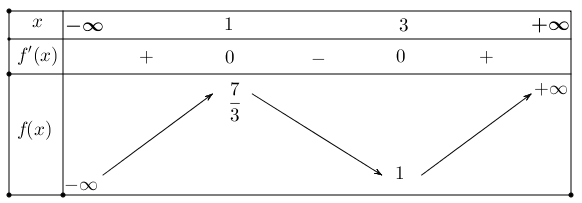 x −∞ 1 3 +∞
f′(x) + 0 − 0 +
f(x) −∞ 7/3 1 +∞